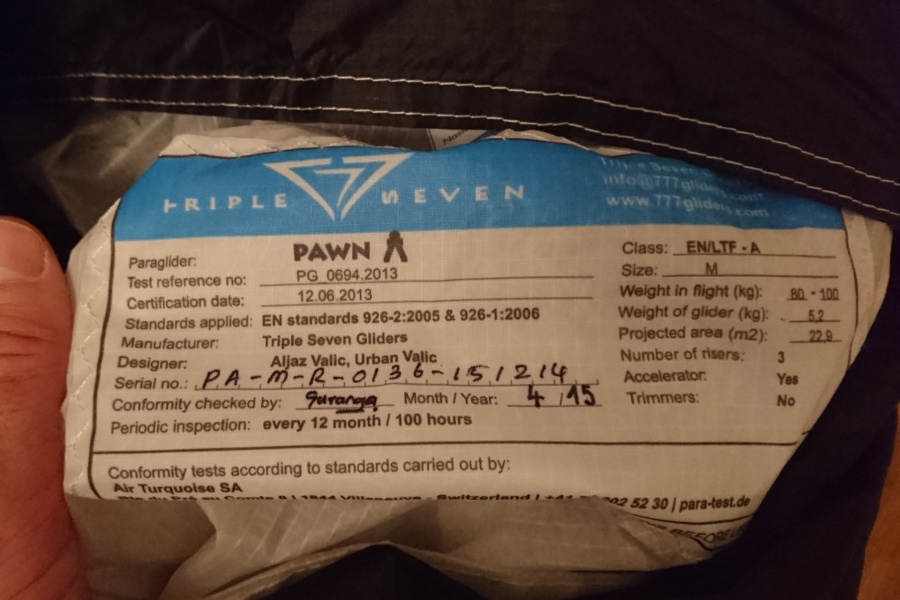 TRIPLE SEVEN
info@777gliders.com
www.777gliders.com
Paraglider: PAWN
Test reference no: PG_0694.2013
Certification date: 12.06.2013
Standards applied: EN standards 926-2:2005 & 926-1:2006
Manufacturer: Triple Seven Gliders
Designer: Aljaz Valic, Urban Valic
Serial no.: PA-M-R-0136-151214
Conformity checked by: Month / Year: 4 / 15
Periodic inspection: every 12 month / 100 hours
Class: EN/LTF - A
Size: M
Weight in flight (kg): 80 - 100
Weight of glider (kg): 5,2
Projected area (m2): 22,9
Number of risers: 3
Accelerator: Yes
Trimmers: No
Conformity tests according to standards carried out by:
Air Turquoise SA
Villeneuve - Switzerland | 52 30 | para-test.de
BEFORE